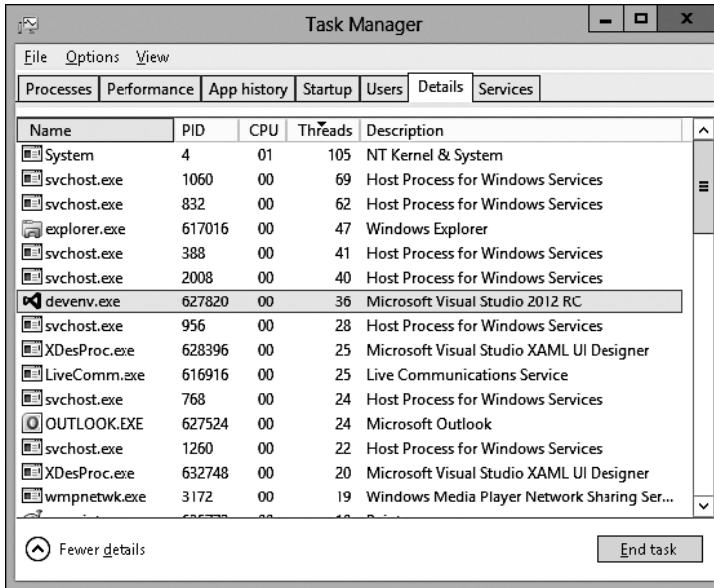 Task Manager
File Options View
Processes Performance App history Startup Users Details Services
Name PID CPU Threads Description
System 4 01 105 NT Kernel & System
svchost.exe 1060 00 69 Host Process for Windows Services
svchost.exe 832 00 62 Host Process for Windows Services
explorer.exe 617016 00 47 Windows Explorer
svchost.exe 388 00 41 Host Process for Windows Services
svchost.exe 2008 00 40 Host Process for Windows Services
devenv.exe 627820 00 36 Microsoft Visual Studio 2012 RC
svchost.exe 956 00 28 Host Process for Windows Services
XDesProc.exe 628396 00 25 Microsoft Visual Studio XAML UI Designer
LiveComm.exe 616916 00 25 Live Communications Service
svchost.exe 768 00 24 Host Process for Windows Services
OUTLOOK.EXE 627524 00 24 Microsoft Outlook
svchost.exe 1260 00 22 Host Process for Windows Services
XDesProc.exe 632748 00 20 Microsoft Visual Studio XAML UI Designer
wmpnetwk.exe 3172 00 19 Windows Media Player Network Sharing Ser...
Fewer details End task